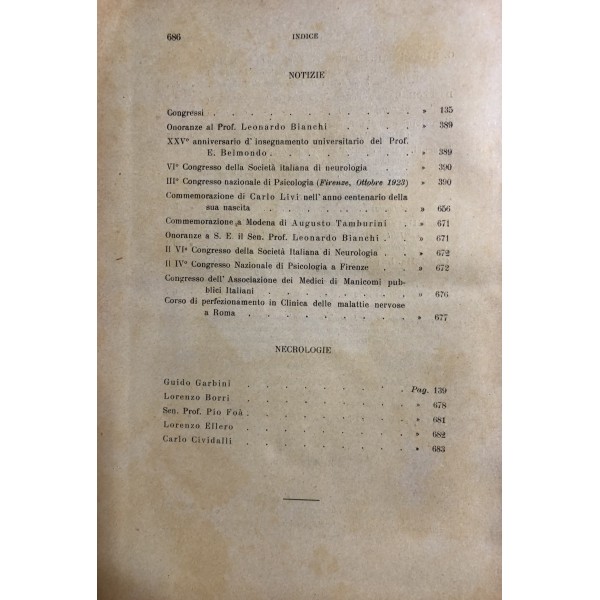 686 INDICE
NOTIZIE
Congressi . . . . . . . . » 135
Onoranze al Prof. Leonardo Bianchi . . . . » 389
XXV° anniversario d' insegnamento universitario del Prof.
E. Belmondo . . . . . . . » 389
VI° Congresso della Società italiana di neurologia . . » 390
III° Congresso nazionale di Psicologia (Firenze, Ottobre 1923) » 390
Commemorazione di Carlo Livi nell' anno centenario della
sua nascita . . . . . . . » 656
Commemorazione a Modena di Augusto Tamburini . . » 671
Onoranze a S. E. il Sen. Prof. Leonardo Bianchi . . » 671
Il VI° Congresso della Società Italiana di Neurologia . . » 672
Il IV° Congresso Nazionale di Psicologia a Firenze . . » 672
Congresso dell' Associazione dei Medici di Manicomi pub-
blici Italiani . . . . . . . » 676
Corso di perfezionamento in Clinica delle malattie nervose
a Roma . . . . . . . . » 677
NECROLOGIE
Guido Garbini . . . . . . . Pag. 139
Lorenzo Borri . . . . . . . » 678
Sen. Prof. Pio Foà . . . . . . . » 681
Lorenzo Ellero . . . . . . . » 682
Carlo Cividalli . . . . . . . » 683